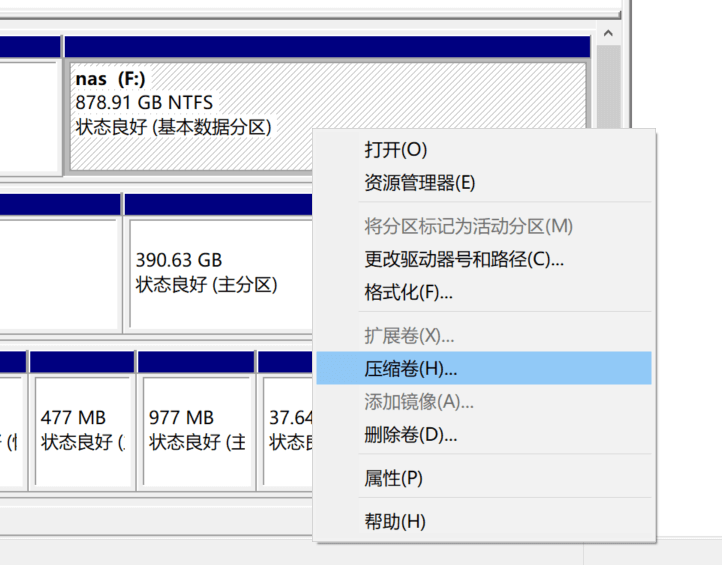 nas (F:)
878.91 GB NTFS
状态良好 (基本数据分区)
390.63 GB
状态良好 (主分区)
477 MB
状态良好 (
977 MB
状态良好 (主
37.64
状态良
打开(O)
资源管理器(E)
将分区标记为活动分区(M)
更改驱动器号和路径(C)...
格式化(F)...
扩展卷(X)...
压缩卷(H)...
添加镜像(A)...
删除卷(D)...
属性(P)
帮助(H)